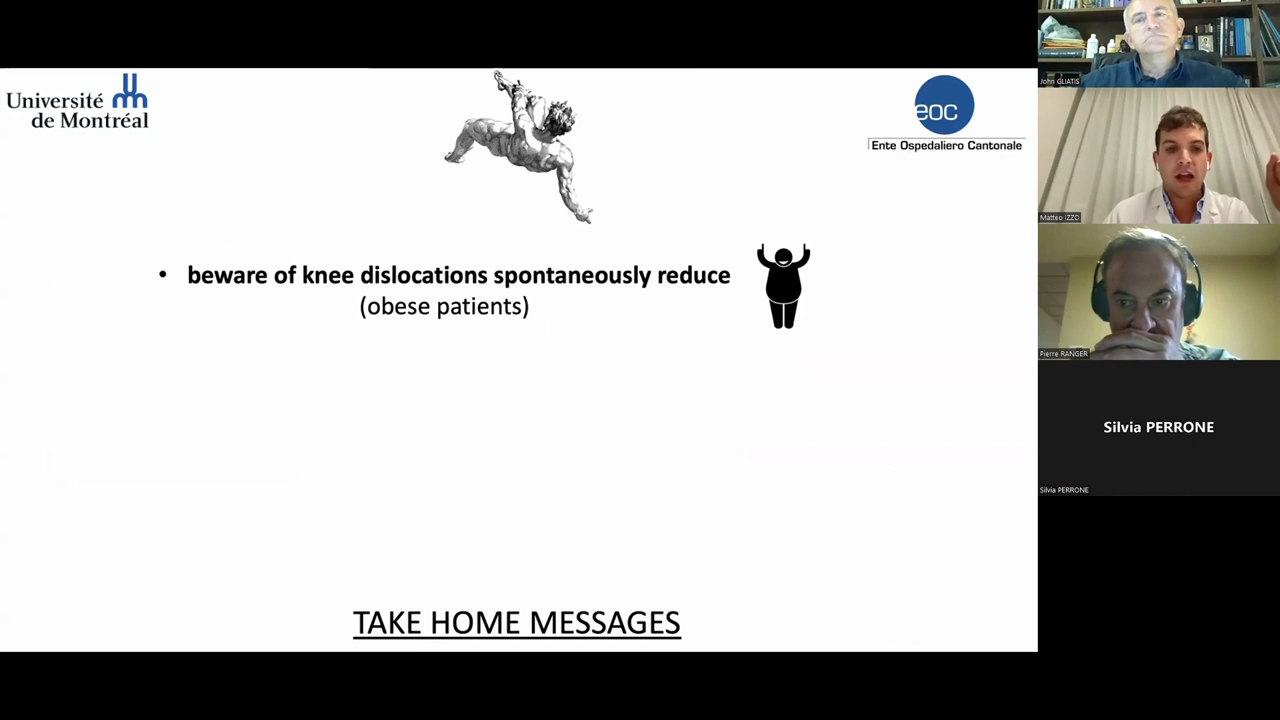 Université
de Montréal
eoc
Ente Ospedaliero Cantonale
• beware of knee dislocations spontaneously reduce
(obese patients)
TAKE HOME MESSAGES
John GLIATIS
Matteo IZZO
Pierre RANGER
Silvia PERRONE
Silvia PERRONE